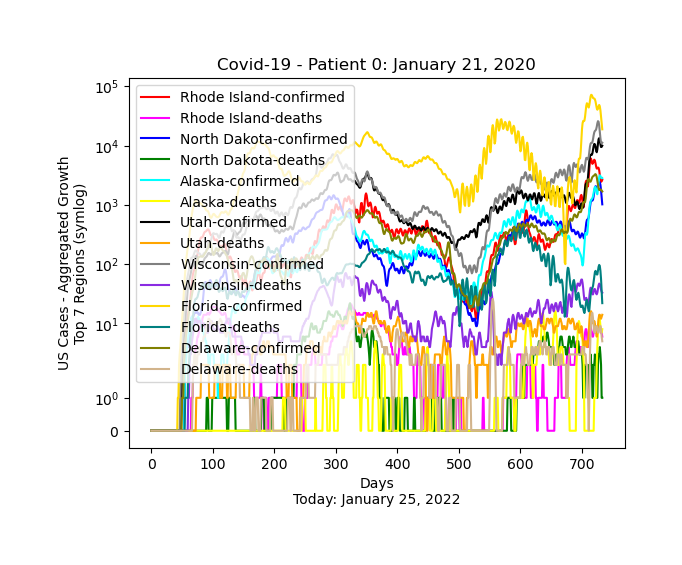 Covid-19 - Patient 0: January 21, 2020
US Cases - Aggregated Growth
Top 7 Regions (symlog)
10^5
10^4
10^3
10^2
10^1
10^0
0
Rhode Island-confirmed
Rhode Island-deaths
North Dakota-confirmed
North Dakota-deaths
Alaska-confirmed
Alaska-deaths
Utah-confirmed
Utah-deaths
Wisconsin-confirmed
Wisconsin-deaths
Florida-confirmed
Florida-deaths
Delaware-confirmed
Delaware-deaths
0 100 200 300 400 500 600 700
Days
Today: January 25, 2022